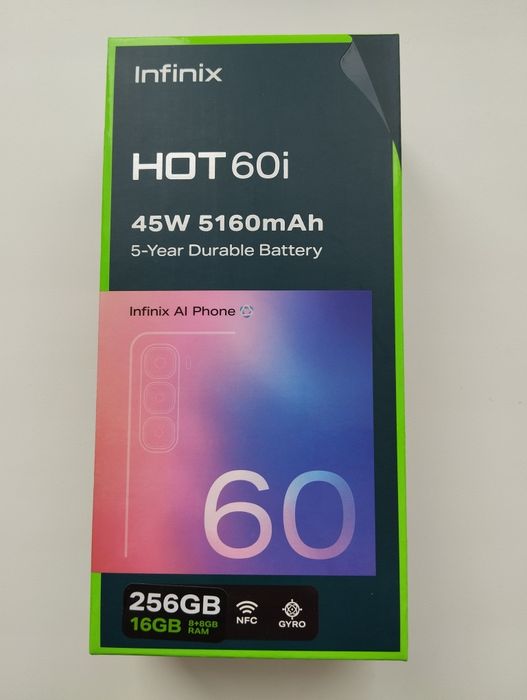 Infinix
HOT 60i
45W 5160mAh
5-Year Durable Battery
Infinix AI Phone
60
256GB
16GB 8+8GB RAM
NFC
GYRO